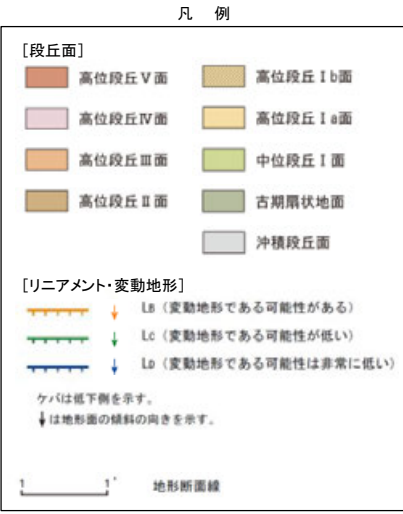 凡 例
[段丘面]
高位段丘Ⅴ面
高位段丘Ⅰb面
高位段丘Ⅳ面
高位段丘Ⅰa面
高位段丘Ⅲ面
中位段丘Ⅰ面
高位段丘Ⅱ面
古期扇状地面
沖積段丘面
[リニアメント・変動地形]
LB（変動地形である可能性がある）
LC（変動地形である可能性が低い）
LD（変動地形である可能性は非常に低い）
ケバは低下側を示す。
↓は地形面の傾斜の向きを示す。
1 1' 地形断面線